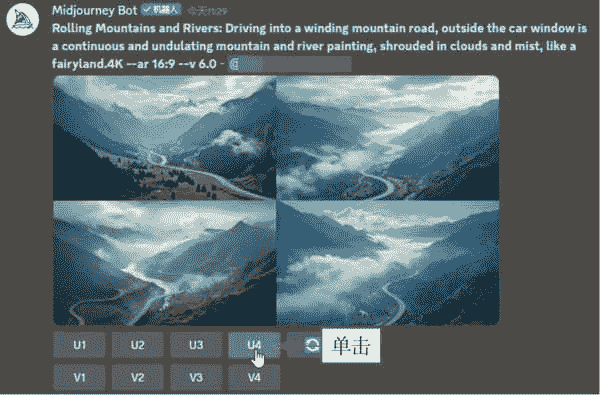 Midjourney Bot ✓机器人 今天11:29
Rolling Mountains and Rivers: Driving into a winding mountain road, outside the car window is
a continuous and undulating mountain and river painting, shrouded in clouds and mist, like a
fairyland.4K --ar 16:9 --v 6.0 -
U1 U2 U3 U4 单击
V1 V2 V3 V4